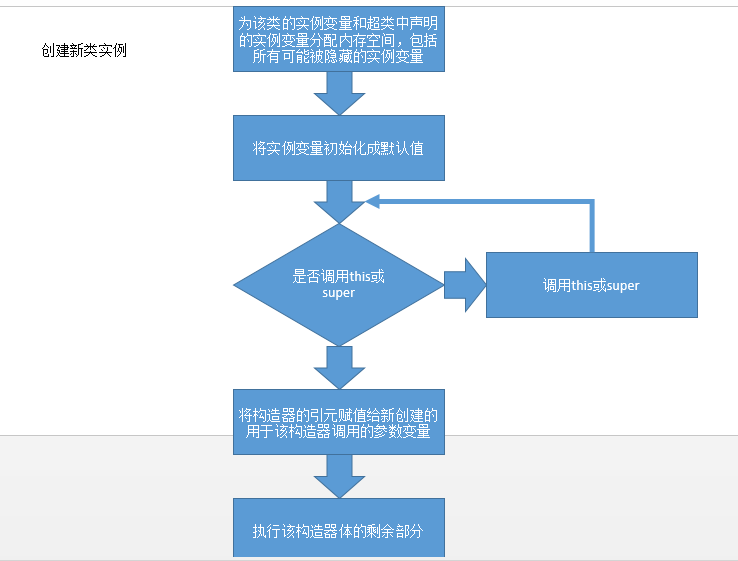 为该类的实例变量和超类中声明
的实例变量分配内存空间，包括
所有可能被隐藏的实例变量
创建新类实例
将实例变量初始化成默认值
是否调用this或
super
调用this或super
将构造器的引元赋值给新创建的
用于该构造器调用的参数变量
执行该构造器体的剩余部分